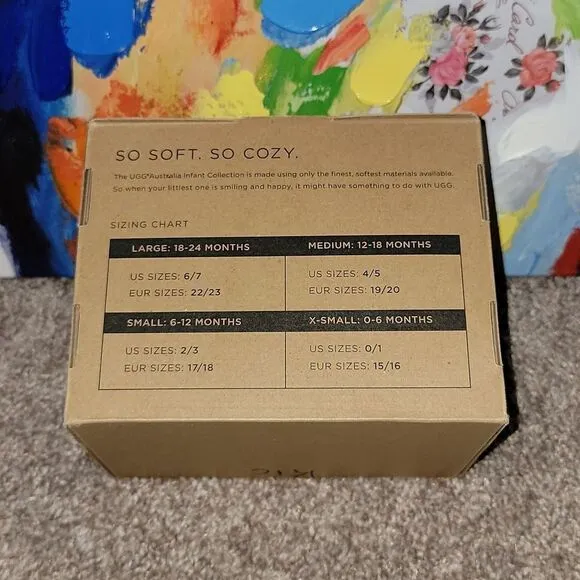 Card
SO SOFT. SO COZY.
The UGG®Australia Infant Collection is made using only the finest, softest materials available.
So when your littlest one is smiling and happy, it might have something to do with UGG.
SIZING CHART
LARGE: 18-24 MONTHS
US SIZES: 6/7
EUR SIZES: 22/23
MEDIUM: 12-18 MONTHS
US SIZES: 4/5
EUR SIZES: 19/20
SMALL: 6-12 MONTHS
US SIZES: 2/3
EUR SIZES: 17/18
X-SMALL: 0-6 MONTHS
US SIZES: 0/1
EUR SIZES: 15/16